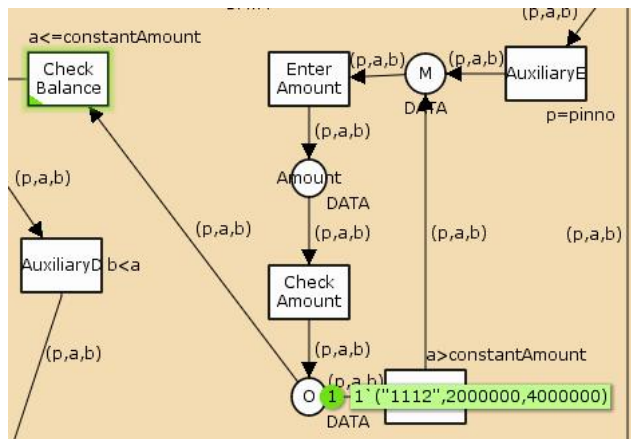 DATA
(p,a,b)
a<=constantAmount
Check
Balance
Enter
Amount
(p,a,b)
M
DATA
(p,a,b)
AuxiliaryE
p=pinno
(p,a,b)
(p,a,b)
Amount
DATA
(p,a,b)
(p,a,b)
(p,a,b)
(p,a,b)
(p,a,b)
AuxiliaryD
b<a
Check
Amount
(p,a,b)
(p,a,b)
a>constantAmount
(p,a,b)
O
1
1`("1112",2000000,4000000)
DATA